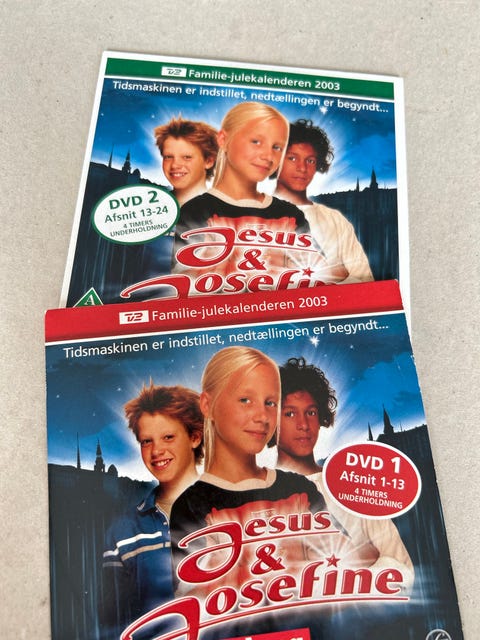 TV2 Familie-julekalenderen 2003
Tidsmaskinen er indstillet, nedtællingen er begyndt...
DVD 2
Afsnit 13-24
4 TIMERS
UNDERHOLDNING
Jesus
&
Josefine
A
TV2 Familie-julekalenderen 2003
Tidsmaskinen er indstillet, nedtællingen er begyndt...
DVD 1
Afsnit 1-13
4 TIMERS
UNDERHOLDNING
Jesus
&
Josefine